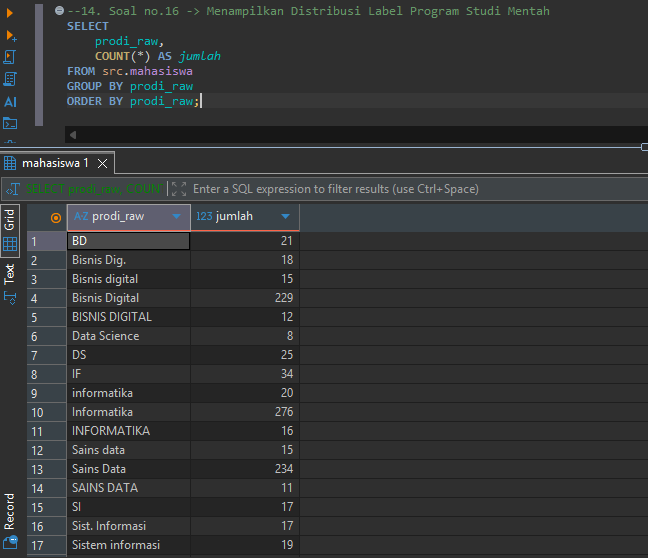 --14. Soal no.16 -> Menampilkan Distribusi Label Program Studi Mentah
SELECT
prodi_raw,
COUNT(*) AS jumlah
FROM src.mahasiswa
GROUP BY prodi_raw
ORDER BY prodi_raw;
AI
mahasiswa 1
SELECT prodi_raw, COUNT Enter a SQL expression to filter results (use Ctrl+Space)
Grid
Text
Record
A-Z prodi_raw 123 jumlah
1 BD 21
2 Bisnis Dig. 18
3 Bisnis digital 15
4 Bisnis Digital 229
5 BISNIS DIGITAL 12
6 Data Science 8
7 DS 25
8 IF 34
9 informatika 20
10 Informatika 276
11 INFORMATIKA 16
12 Sains data 15
13 Sains Data 234
14 SAINS DATA 11
15 SI 17
16 Sist. Informasi 17
17 Sistem informasi 19